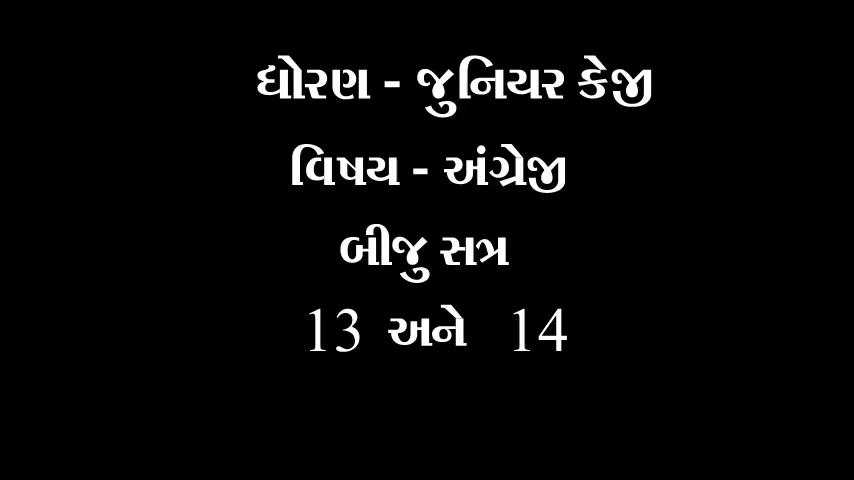 ધોરણ - જુનિયર કેજી
વિષય - અંગ્રેજી
બીજુ સત્ર
13 અને 14